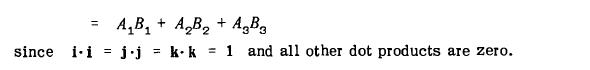 = A₁B₁ + A₂B₂ + A₃B₃
since i·i = j·j = k·k = 1 and all other dot products are zero.